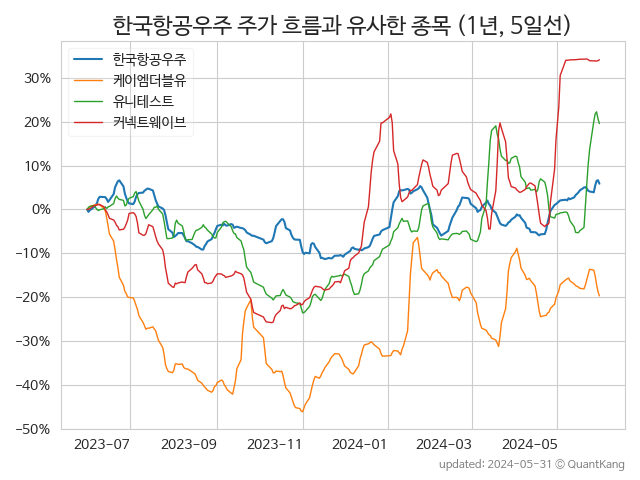 한국항공우주 주가 흐름과 유사한 종목 (1년, 5일선)
한국항공우주
케이엠더블유
유니테스트
커넥트웨이브
30%
20%
10%
0%
−10%
−20%
−30%
−40%
−50%
2023-07
2023-09
2023-11
2024-01
2024-03
2024-05
updated: 2024-05-31 © QuantKang